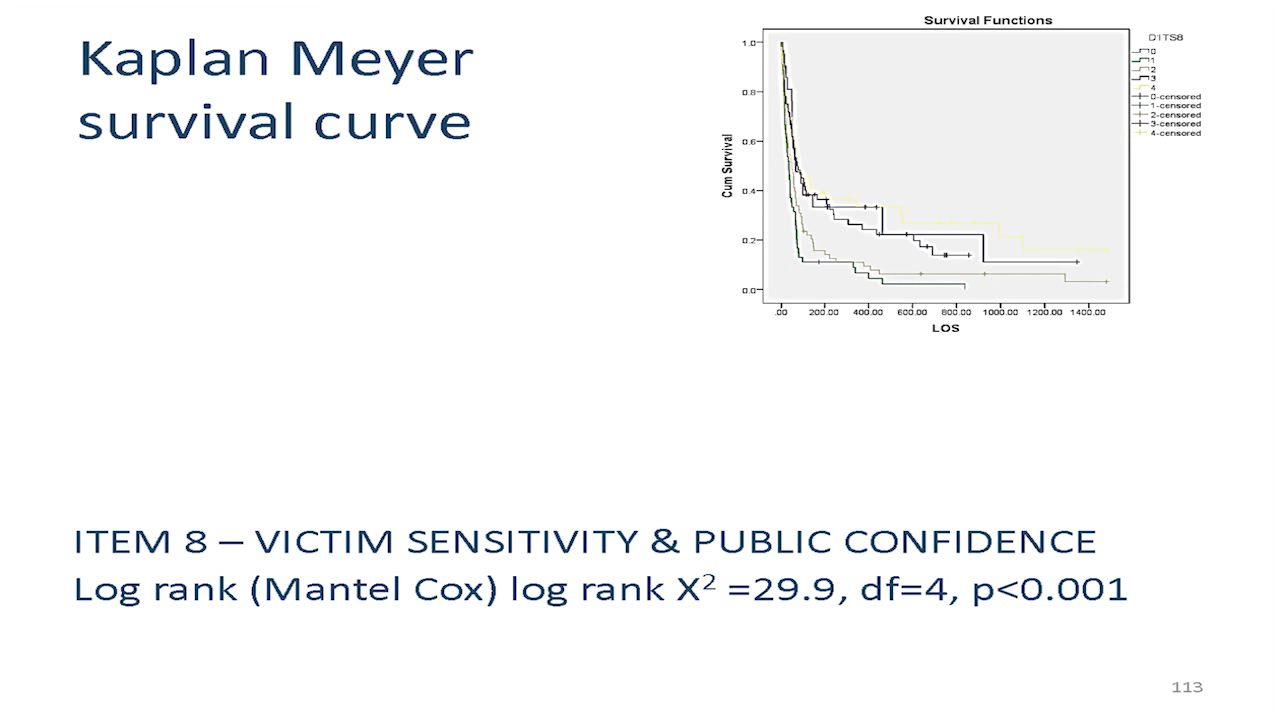 Kaplan Meyer
survival curve
Survival Functions
D1TS8
0
1
2
3
4
0-censored
1-censored
2-censored
3-censored
4-censored
Cum Survival
1.0
0.8
0.6
0.4
0.2
0.0
.00 200.00 400.00 600.00 800.00 1000.00 1200.00 1400.00
LOS
ITEM 8 – VICTIM SENSITIVITY & PUBLIC CONFIDENCE
Log rank (Mantel Cox) log rank X² =29.9, df=4, p<0.001
113